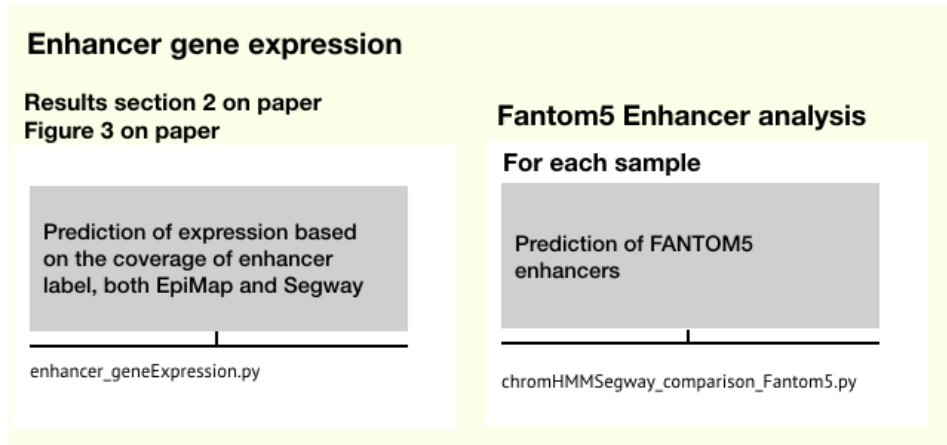 Enhancer gene expression
Results section 2 on paper
Figure 3 on paper
Prediction of expression based
on the coverage of enhancer
label, both EpiMap and Segway
enhancer_geneExpression.py
Fantom5 Enhancer analysis
For each sample
Prediction of FANTOM5
enhancers
chromHMMSegway_comparison_Fantom5.py